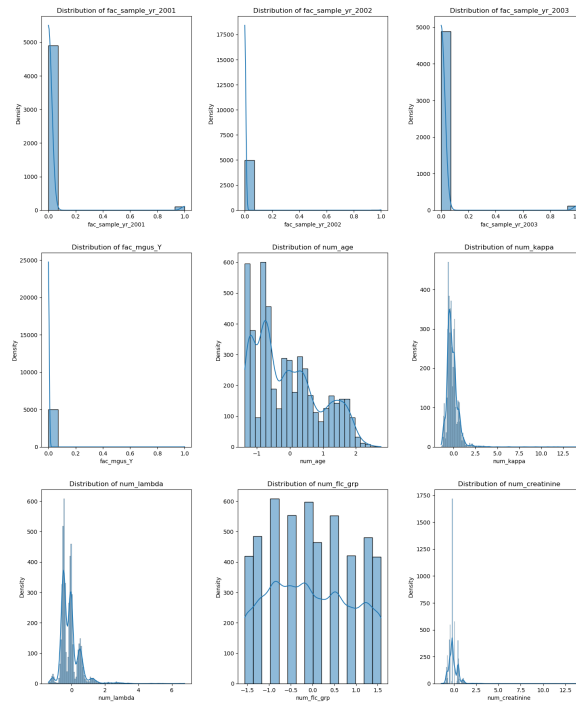 Distribution of fac_sample_yr_2001
Distribution of fac_sample_yr_2002
Distribution of fac_sample_yr_2003
5000
4000
3000
2000
1000
0
Density
0.0 0.2 0.4 0.6 0.8 1.0
fac_sample_yr_2001
17500
15000
12500
10000
7500
5000
2500
0
Density
0.0 0.2 0.4 0.6 0.8 1.0
fac_sample_yr_2002
5000
4000
3000
2000
1000
0
Density
0.0 0.2 0.4 0.6 0.8 1.0
fac_sample_yr_2003
Distribution of fac_mgus_Y
Distribution of num_age
Distribution of num_kappa
25000
20000
15000
10000
5000
0
Density
0.0 0.2 0.4 0.6 0.8 1.0
fac_mgus_Y
600
500
400
300
200
100
0
Density
−1 0 1 2
num_age
400
300
200
100
0
Density
0.0 2.5 5.0 7.5 10.0 12.5
num_kappa
Distribution of num_lambda
Distribution of num_flc_grp
Distribution of num_creatinine
600
500
400
300
200
100
0
Density
0 2 4 6
num_lambda
600
500
400
300
200
100
0
Density
−1.5 −1.0 −0.5 0.0 0.5 1.0 1.5
num_flc_grp
1750
1500
1250
1000
750
500
250
0
Density
0.0 2.5 5.0 7.5 10.0 12.5
num_creatinine